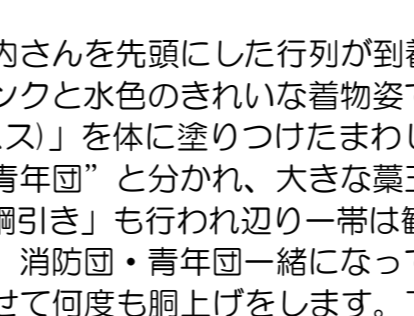 内さんを先頭にした行列が到着
ンクと水色のきれいな着物姿で
ス）」を体に塗りつけたまわし
青年団”と分かれ、大きな藁
綱引き」も行われ辺り一帯は
消防団・青年団一緒になって
せて何度も胴上げをします。